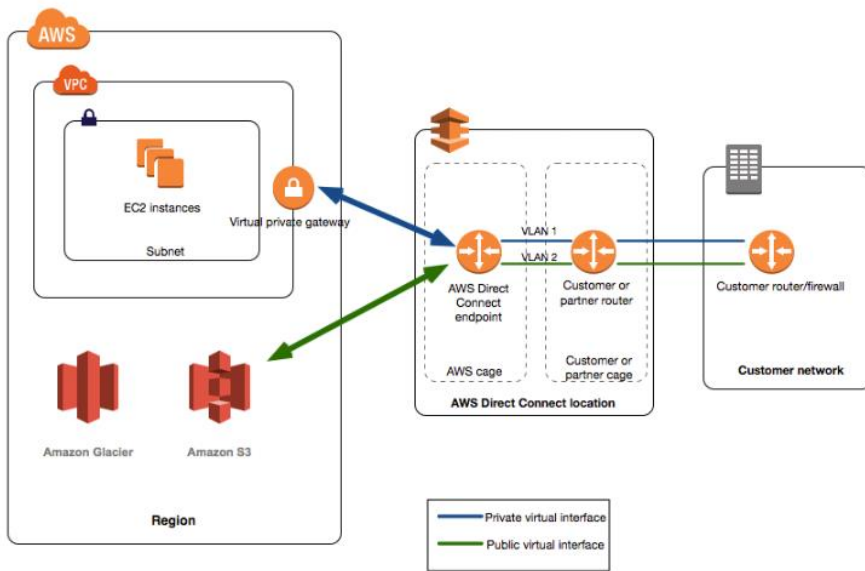 AWS
VPC
EC2 instances
Subnet
Virtual private gateway
Amazon Glacier
Amazon S3
Region
VLAN 1
VLAN 2
AWS Direct
Connect
endpoint
AWS cage
Customer or
partner router
Customer or
partner cage
AWS Direct Connect location
Customer router/firewall
Customer network
Private virtual interface
Public virtual interface